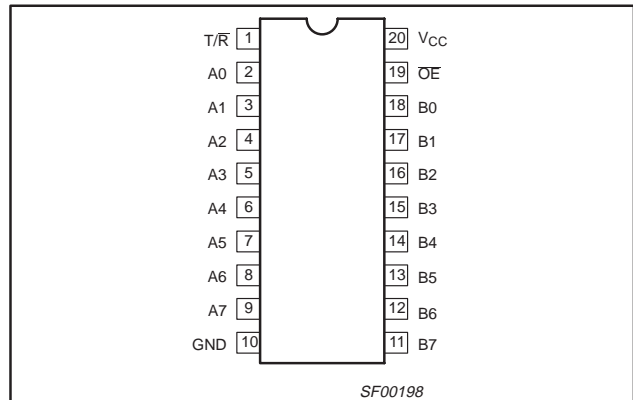 T/R̅ 1 20 VCC
A0 2 19 O̅E̅
A1 3 18 B0
A2 4 17 B1
A3 5 16 B2
A4 6 15 B3
A5 7 14 B4
A6 8 13 B5
A7 9 12 B6
GND 10 11 B7
SF00198